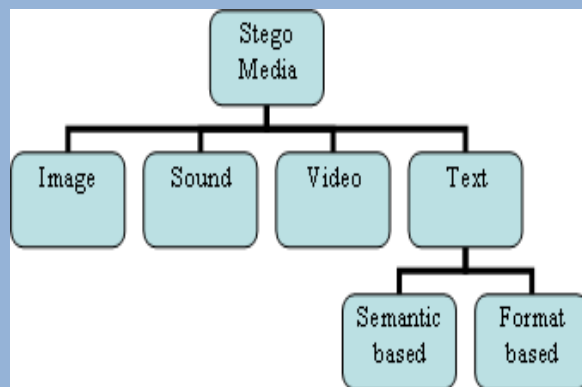 Stego
Media
Image
Sound
Video
Text
Semantic
based
Format
based